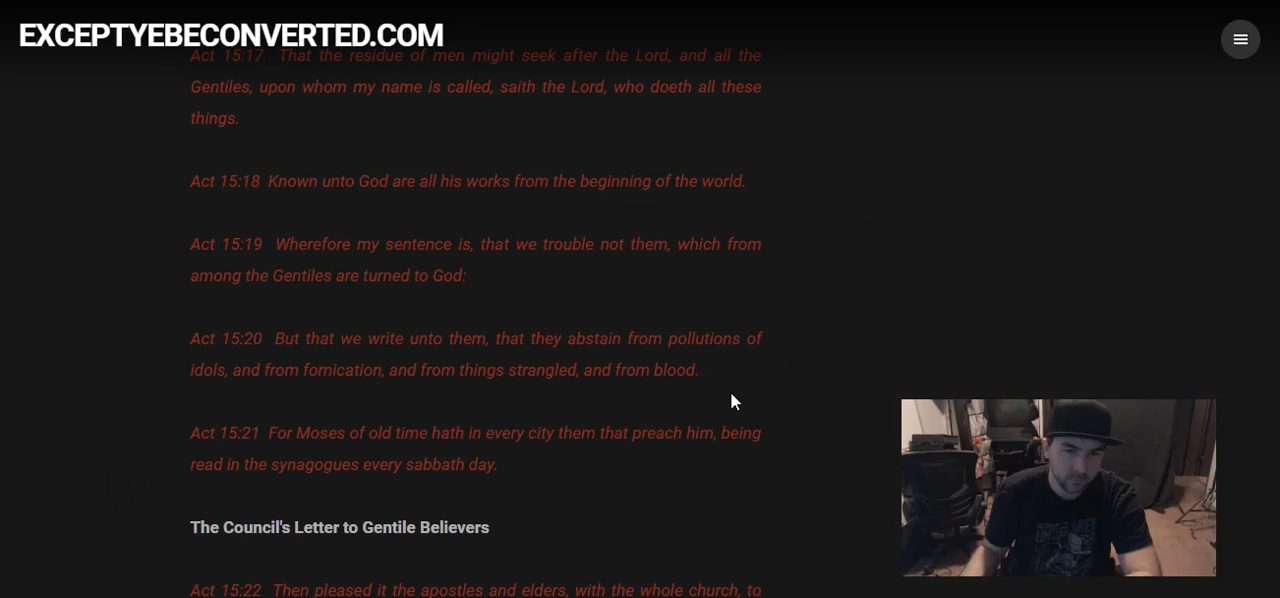 EXCEPTYEBECONVERTED.COM
Act 15:17 That the residue of men might seek after the Lord, and all the
Gentiles, upon whom my name is called, saith the Lord, who doeth all these
things.
Act 15:18 Known unto God are all his works from the beginning of the world.
Act 15:19 Wherefore my sentence is, that we trouble not them, which from
among the Gentiles are turned to God:
Act 15:20 But that we write unto them, that they abstain from pollutions of
idols, and from fornication, and from things strangled, and from blood.
Act 15:21 For Moses of old time hath in every city them that preach him, being
read in the synagogues every sabbath day.
The Council's Letter to Gentile Believers
Act 15:22 Then pleased it the apostles and elders, with the whole church, to